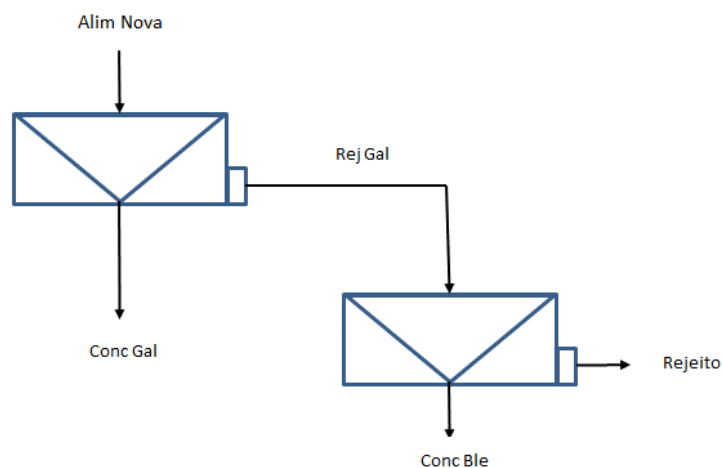 Alim Nova
Rej Gal
Conc Gal
Rejeito
Conc Ble